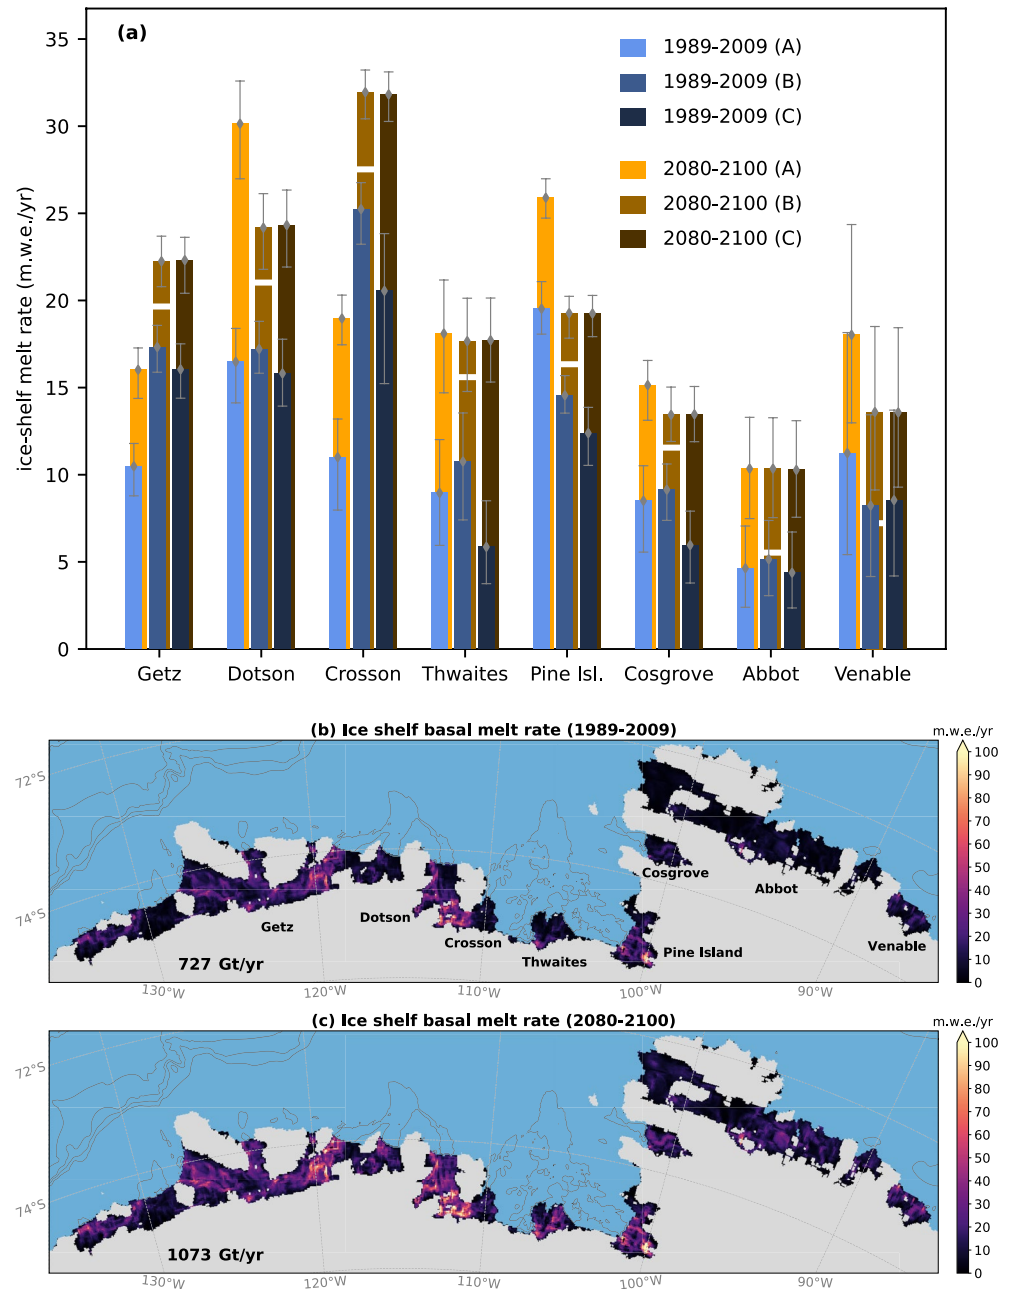 (a)
ice-shelf melt rate (m.w.e./yr)
35
30
25
20
15
10
5
0
1989-2009 (A)
1989-2009 (B)
1989-2009 (C)
2080-2100 (A)
2080-2100 (B)
2080-2100 (C)
Getz Dotson Crosson Thwaites Pine Isl. Cosgrove Abbot Venable
(b) Ice shelf basal melt rate (1989-2009)
m.w.e./yr
100
90
80
70
60
50
40
30
20
10
0
72°S
74°S
Cosgrove
Abbot
Dotson
Getz
Crosson
Venable
Pine Island
Thwaites
727 Gt/yr
130°W 120°W 110°W 100°W 90°W
(c) Ice shelf basal melt rate (2080-2100)
m.w.e./yr
100
90
80
70
60
50
40
30
20
10
0
72°S
74°S
1073 Gt/yr
130°W 120°W 110°W 100°W 90°W